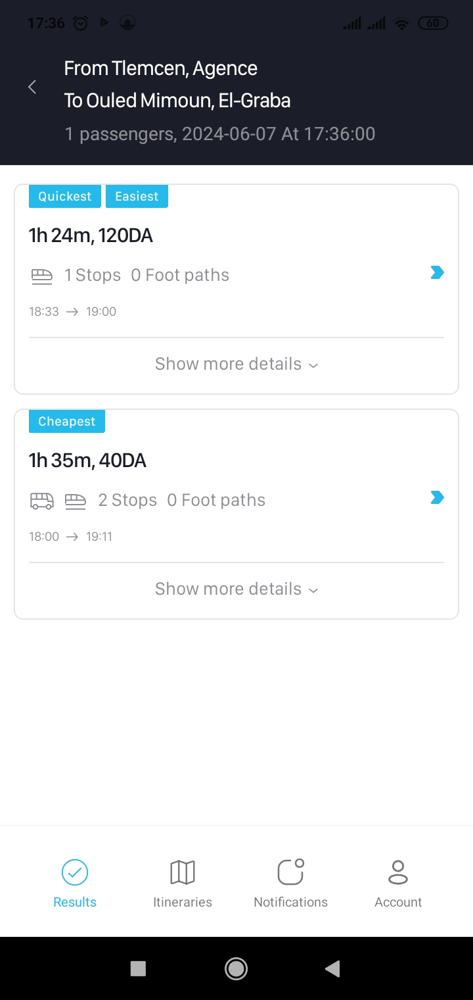 17:36 60
From Tlemcen, Agence
To Ouled Mimoun, El-Graba
1 passengers, 2024-06-07 At 17:36:00
Quickest Easiest
1h 24m, 120DA
1 Stops 0 Foot paths
18:33 → 19:00
Show more details
Cheapest
1h 35m, 40DA
2 Stops 0 Foot paths
18:00 → 19:11
Show more details
Results Itineraries Notifications Account